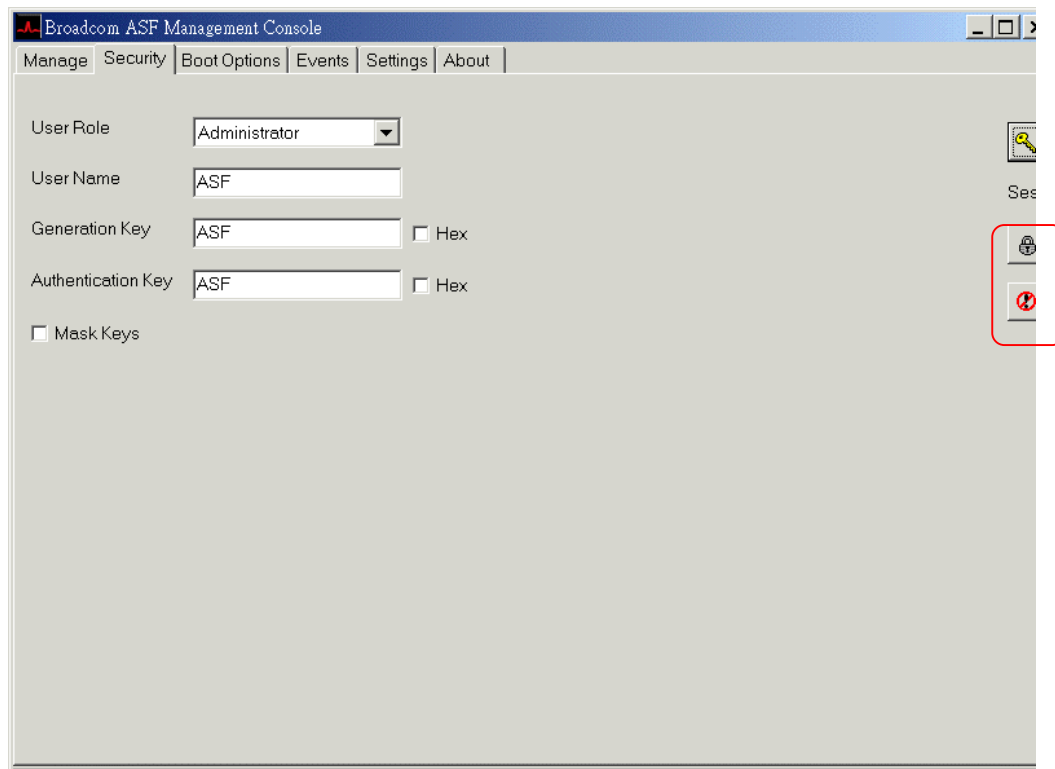 Broadcom ASF Management Console
Manage Security Boot Options Events Settings About
User Role Administrator
User Name ASF
Generation Key ASF Hex
Authentication Key ASF Hex
Mask Keys